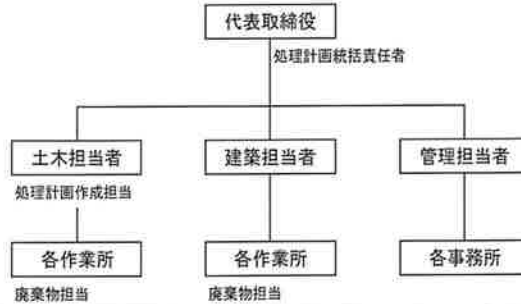 代表取締役
処理計画統括責任者
土木担当者
建築担当者
管理担当者
処理計画作成担当
各作業所
各作業所
各事務所
廃棄物担当
廃棄物担当